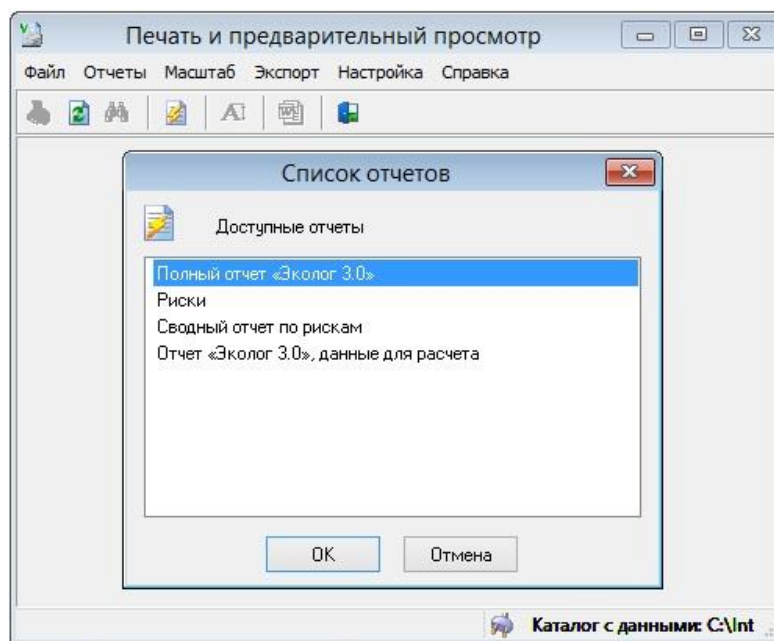 Печать и предварительный просмотр
Файл Отчеты Масштаб Экспорт Настройка Справка
Список отчетов
Доступные отчеты
Полный отчет «Эколог 3.0»
Риски
Сводный отчет по рискам
Отчет «Эколог 3.0», данные для расчета
OK Отмена
Каталог с данными: C:\Int